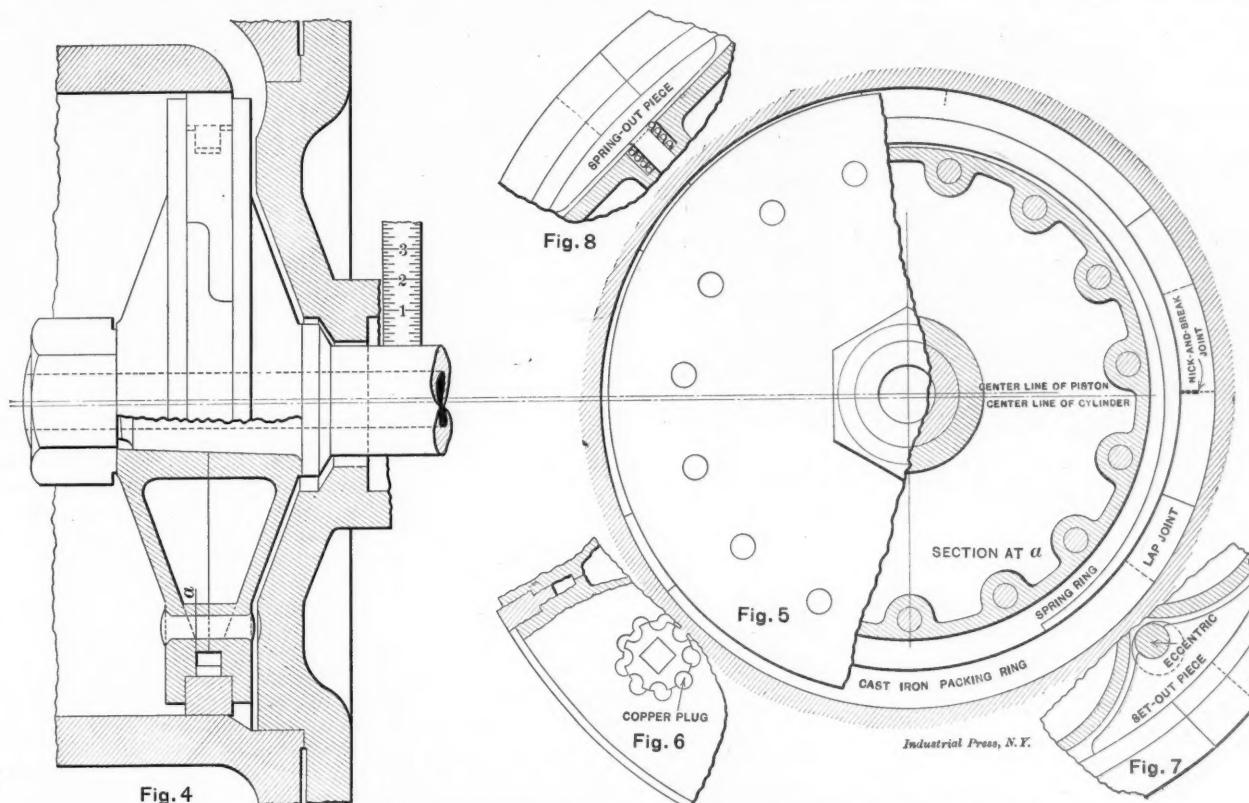 SPRING-OUT PIECE
Fig. 8
3
2
1
NICK-AND-BREAK
JOINT
CENTER LINE OF PISTON
CENTER LINE OF CYLINDER
SECTION AT a
LAP JOINT
SPRING RING
Fig. 5
CAST IRON PACKING RING
a
COPPER PLUG
Fig. 6
ECCENTRIC
SET-OUT PIECE
Fig. 7
Industrial Press, N.Y.
Fig. 4